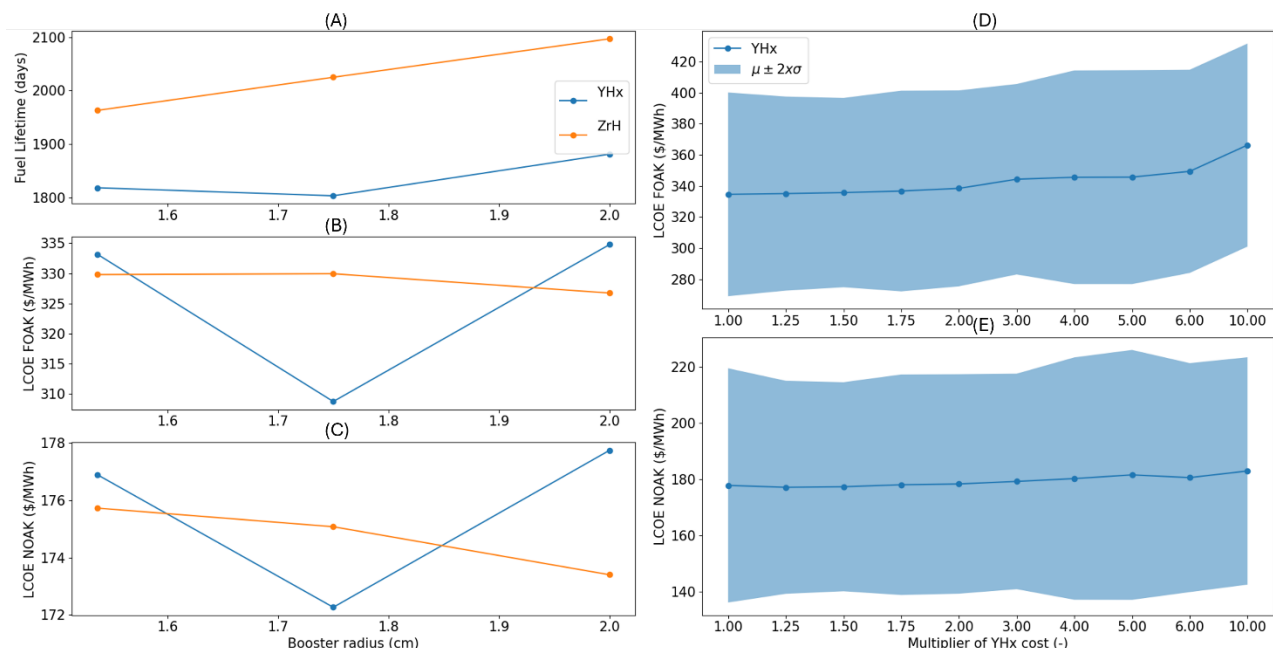 (A)
Fuel Lifetime (days)
2100
2000
1900
1800
YHx
ZrH
1.6 1.7 1.8 1.9 2.0
(B)
LCOE FOAK ($/MWh)
335
330
325
320
315
310
1.6 1.7 1.8 1.9 2.0
(C)
LCOE NOAK ($/MWh)
178
176
174
172
1.6 1.7 1.8 1.9 2.0
Booster radius (cm)
(D)
LCOE FOAK ($/MWh)
420
400
380
360
340
320
300
280
YHx
μ ± 2xσ
1.00 1.25 1.50 1.75 2.00 3.00 4.00 5.00 6.00 10.00
(E)
LCOE NOAK ($/MWh)
220
200
180
160
140
1.00 1.25 1.50 1.75 2.00 3.00 4.00 5.00 6.00 10.00
Multiplier of YHx cost (-)